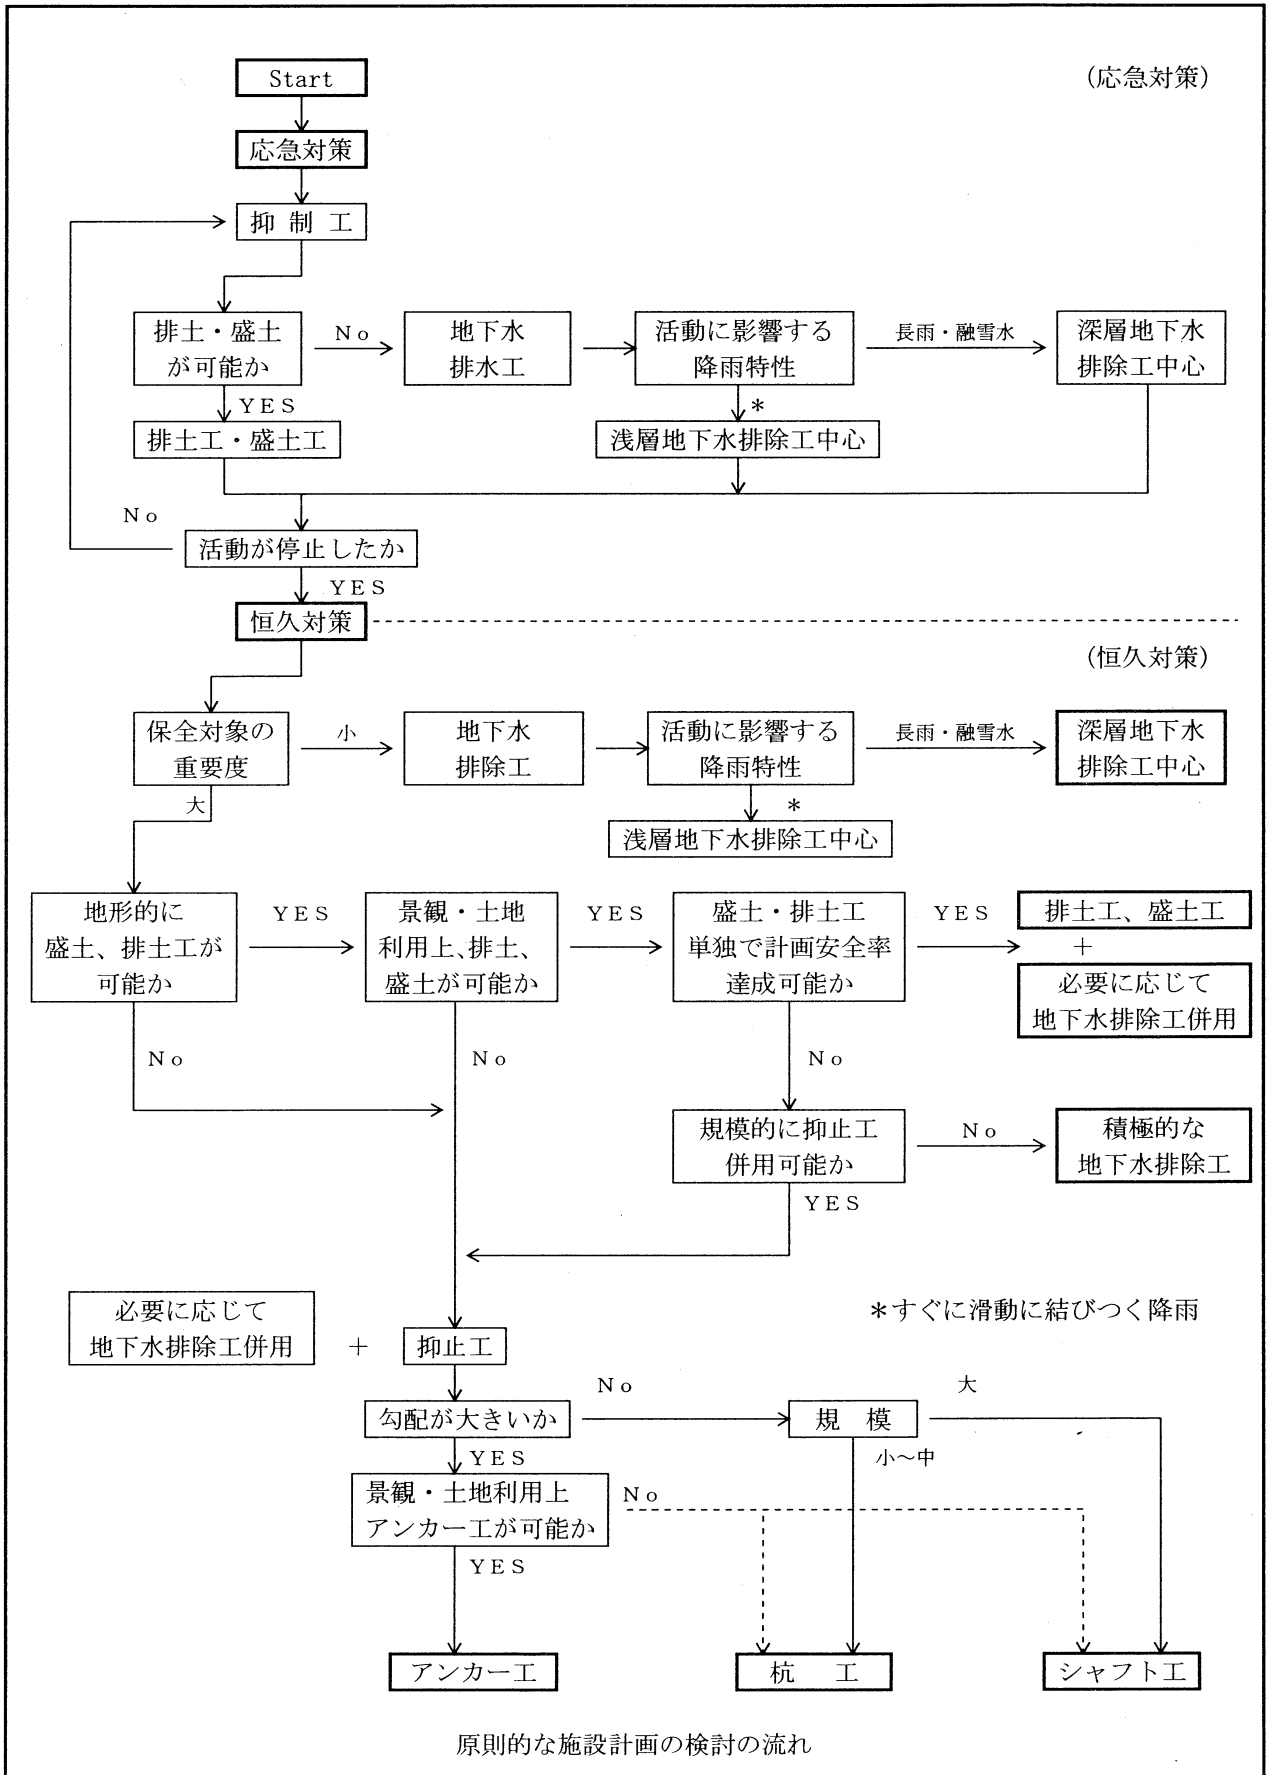 Start
(応急対策)
応急対策
抑 制 工
排土・盛土
が可能か
No
地下水
排水工
活動に影響する
降雨特性
長雨・融雪水
深層地下水
排除工中心
YES
*
排土工・盛土工
浅層地下水排除工中心
No
活動が停止したか
YES
恒久対策
(恒久対策)
保全対象の
重要度
小
地下水
排除工
活動に影響する
降雨特性
長雨・融雪水
深層地下水
排除工中心
大
*
浅層地下水排除工中心
地形的に
盛土、排土工が
可能か
YES
景観・土地
利用上、排土、
盛土が可能か
YES
盛土・排土工
単独で計画安全率
達成可能か
YES
排土工、盛土工
+
必要に応じて
地下水排除工併用
No
No
No
規模的に抑止工
併用可能か
No
積極的な
地下水排除工
YES
必要に応じて
地下水排除工併用
+
抑止工
*すぐに滑動に結びつく降雨
勾配が大きいか
No
規 模
大
YES
小~中
景観・土地利用上
アンカー工が可能か
No
YES
アンカー工
杭 工
シャフト工
原則的な施設計画の検討の流れ